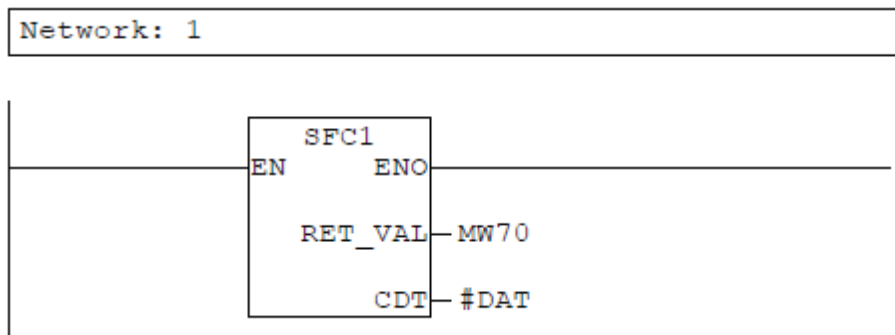 Network: 1
SFC1
EN ENO
RET_VAL MW70
CDT #DAT